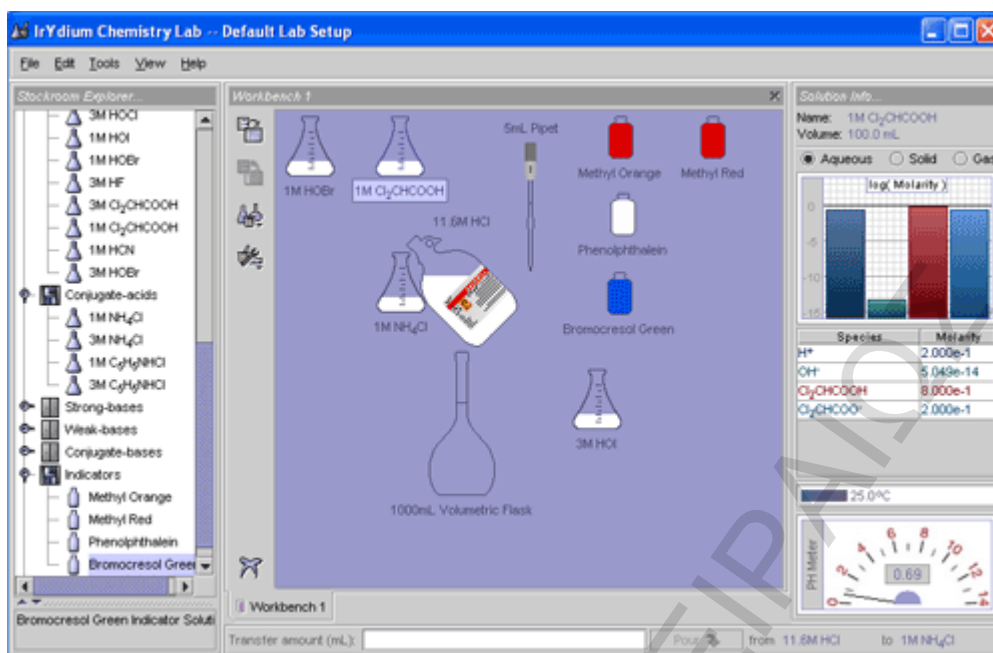 IrYdium Chemistry Lab -- Default Lab Setup
File Edit Tools View Help
Stockroom Explorer...
3M HOCl
1M HOI
1M HOBr
3M HF
3M Cl₂CHCOOH
1M Cl₂CHCOOH
1M HCN
3M HOBr
Conjugate-acids
1M NH₄Cl
3M NH₄Cl
1M C₆H₅NHCl
3M C₆H₅NHCl
Strong-bases
Weak-bases
Conjugate-bases
Indicators
Methyl Orange
Methyl Red
Phenolphthalein
Bromocresol Gree
Bromocresol Green Indicator Soluti
Workbench 1
1M HOBr
1M Cl₂CHCOOH
5mL Pipet
Methyl Orange
Methyl Red
11.6M HCl
Phenolphthalein
1M NH₄Cl
Bromocresol Green
3M HOI
1000mL Volumetric Flask
Workbench 1
Transfer amount (mL): Pour from 11.6M HCl to 1M NH₄Cl
Solution Info...
Name: 1M Cl₂CHCOOH
Volume: 100.0 mL
Aqueous Solid Gas
log( Molarity )
0
-5
-10
-15
Species Molarity
H⁺ 2.000e-1
OH⁻ 5.049e-14
Cl₂CHCOOH 8.000e-1
Cl₂CHCOO⁻ 2.000e-1
25.0ºC
PH Meter
0 2 4 6 8 10 12 14
0.69